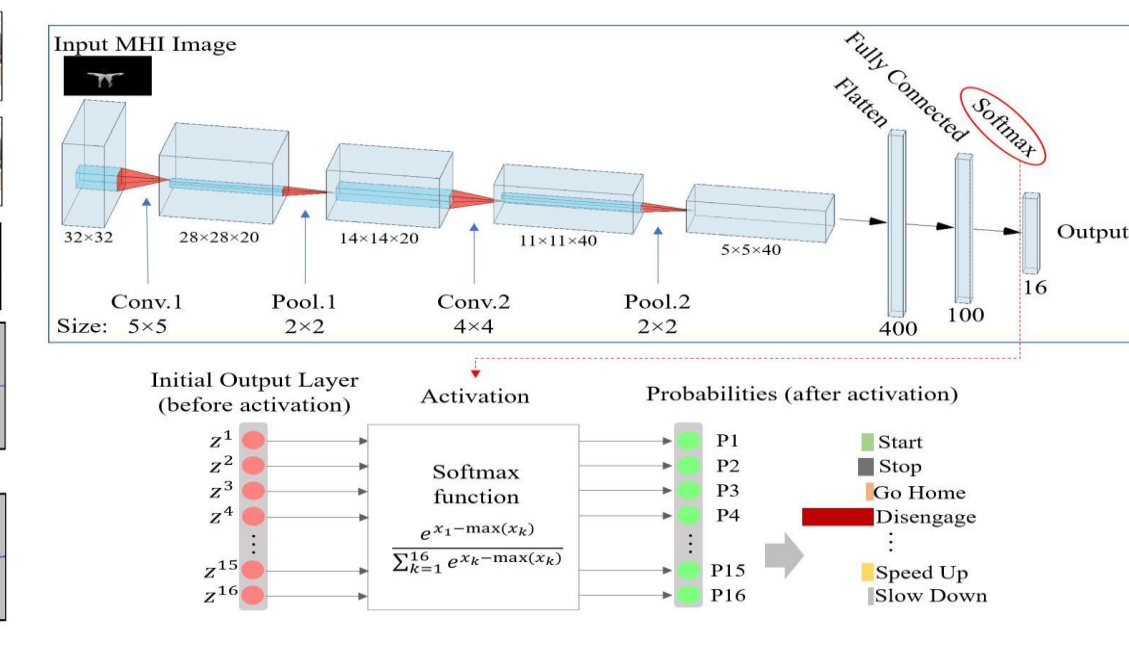 Input MHI Image
Flatten
Fully Connected
Softmax
32×32
28×28×20
14×14×20
11×11×40
5×5×40
Output
Conv.1
Pool.1
Conv.2
Pool.2
Size: 5×5
2×2
4×4
2×2
400
100
16
Initial Output Layer
(before activation)
Activation
Probabilities (after activation)
z¹
z²
z³
z⁴
⋮
z¹⁵
z¹⁶
Softmax
function
e^{x₁−max(x_k)}
∑_{k=1}^{16} e^{x_k−max(x_k)}
P1
P2
P3
P4
⋮
P15
P16
Start
Stop
Go Home
Disengage
⋮
Speed Up
Slow Down